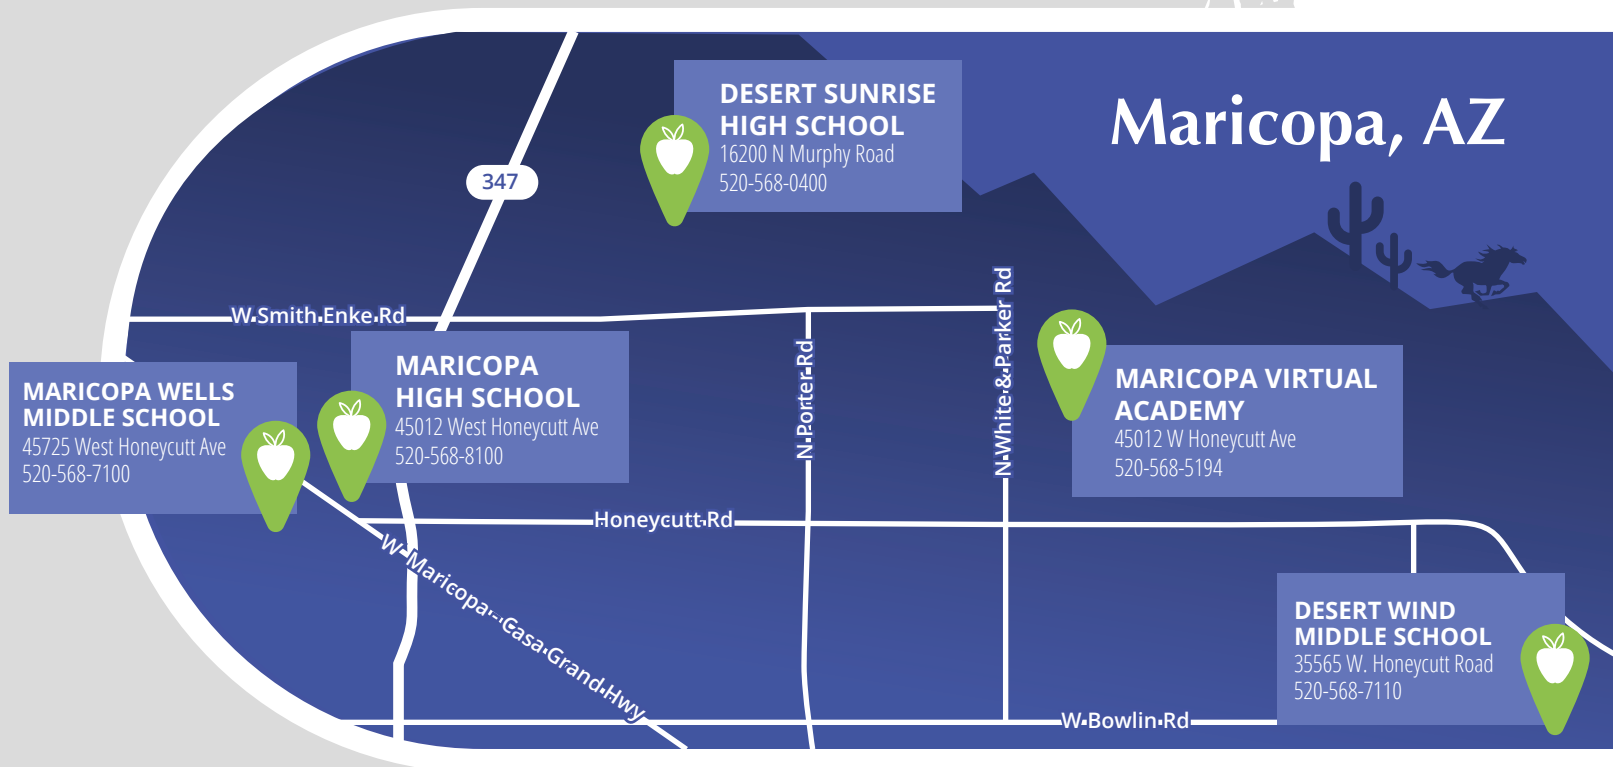 Maricopa, AZ
DESERT SUNRISE
HIGH SCHOOL
16200 N Murphy Road
520-568-0400
347
W Smith Enke Rd
N White & Parker Rd
N Porter Rd
MARICOPA
HIGH SCHOOL
45012 West Honeycutt Ave
520-568-8100
MARICOPA WELLS
MIDDLE SCHOOL
45725 West Honeycutt Ave
520-568-7100
MARICOPA VIRTUAL
ACADEMY
45012 W Honeycutt Ave
520-568-5194
Honeycutt Rd
W Maricopa - Casa Grand Hwy
DESERT WIND
MIDDLE SCHOOL
35565 W. Honeycutt Road
520-568-7110
W Bowlin Rd